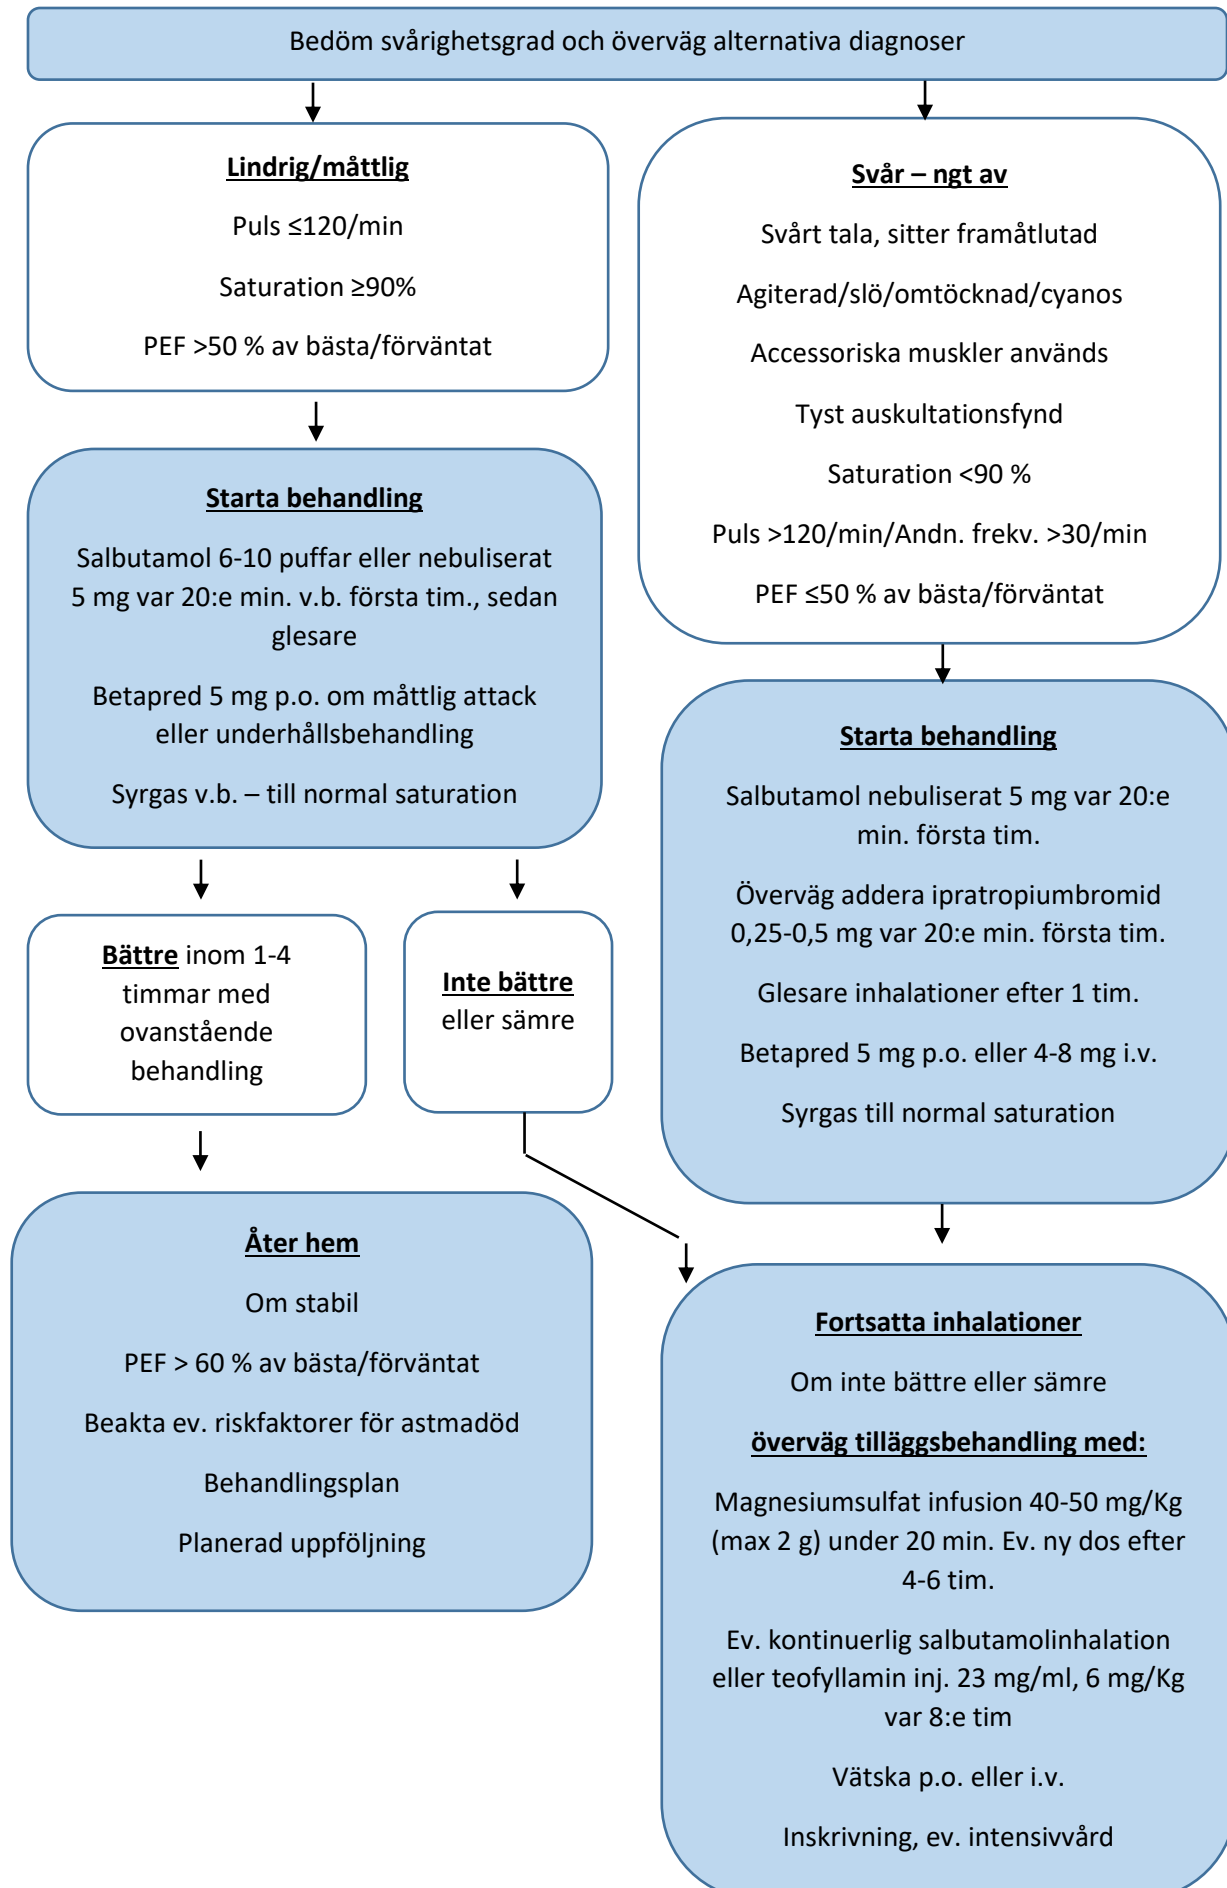 Bedöm svårighetsgrad och överväg alternativa diagnoser
Lindrig/måttlig
Puls ≤120/min
Saturation ≥90%
PEF >50 % av bästa/förväntat
Svår – ngt av
Svårt tala, sitter framåtlutad
Agiterad/slö/omtöcknad/cyanos
Accessoriska muskler används
Tyst auskultationsfynd
Saturation <90 %
Puls >120/min/Andn. frekv. >30/min
PEF ≤50 % av bästa/förväntat
Starta behandling
Salbutamol 6-10 puffar eller nebuliserat
5 mg var 20:e min. v.b. första tim., sedan
glesare
Betapred 5 mg p.o. om måttlig attack
eller underhållsbehandling
Syrgas v.b. – till normal saturation
Starta behandling
Salbutamol nebuliserat 5 mg var 20:e
min. första tim.
Överväg addera ipratropiumbromid
0,25-0,5 mg var 20:e min. första tim.
Glesare inhalationer efter 1 tim.
Betapred 5 mg p.o. eller 4-8 mg i.v.
Syrgas till normal saturation
Bättre inom 1-4
timmar med
ovanstående
behandling
Inte bättre
eller sämre
Åter hem
Om stabil
PEF > 60 % av bästa/förväntat
Beakta ev. riskfaktorer för astmadöd
Behandlingsplan
Planerad uppföljning
Fortsatta inhalationer
Om inte bättre eller sämre
överväg tilläggsbehandling med:
Magnesiumsulfat infusion 40-50 mg/Kg
(max 2 g) under 20 min. Ev. ny dos efter
4-6 tim.
Ev. kontinuerlig salbutamolinhalation
eller teofyllamin inj. 23 mg/ml, 6 mg/Kg
var 8:e tim
Vätska p.o. eller i.v.
Inskrivning, ev. intensivvård